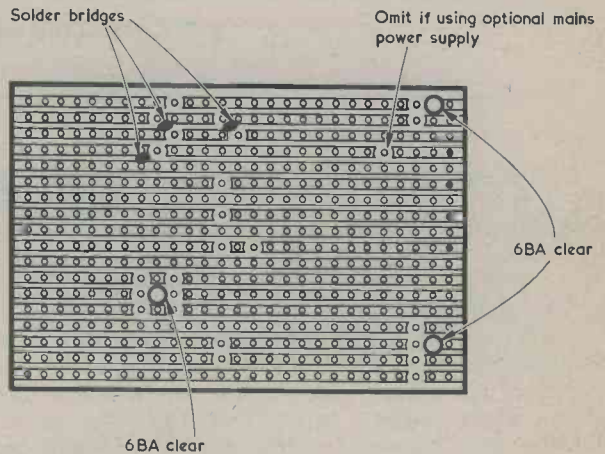 Solder bridges
Omit if using optional mains
power supply
6BA clear
6BA clear